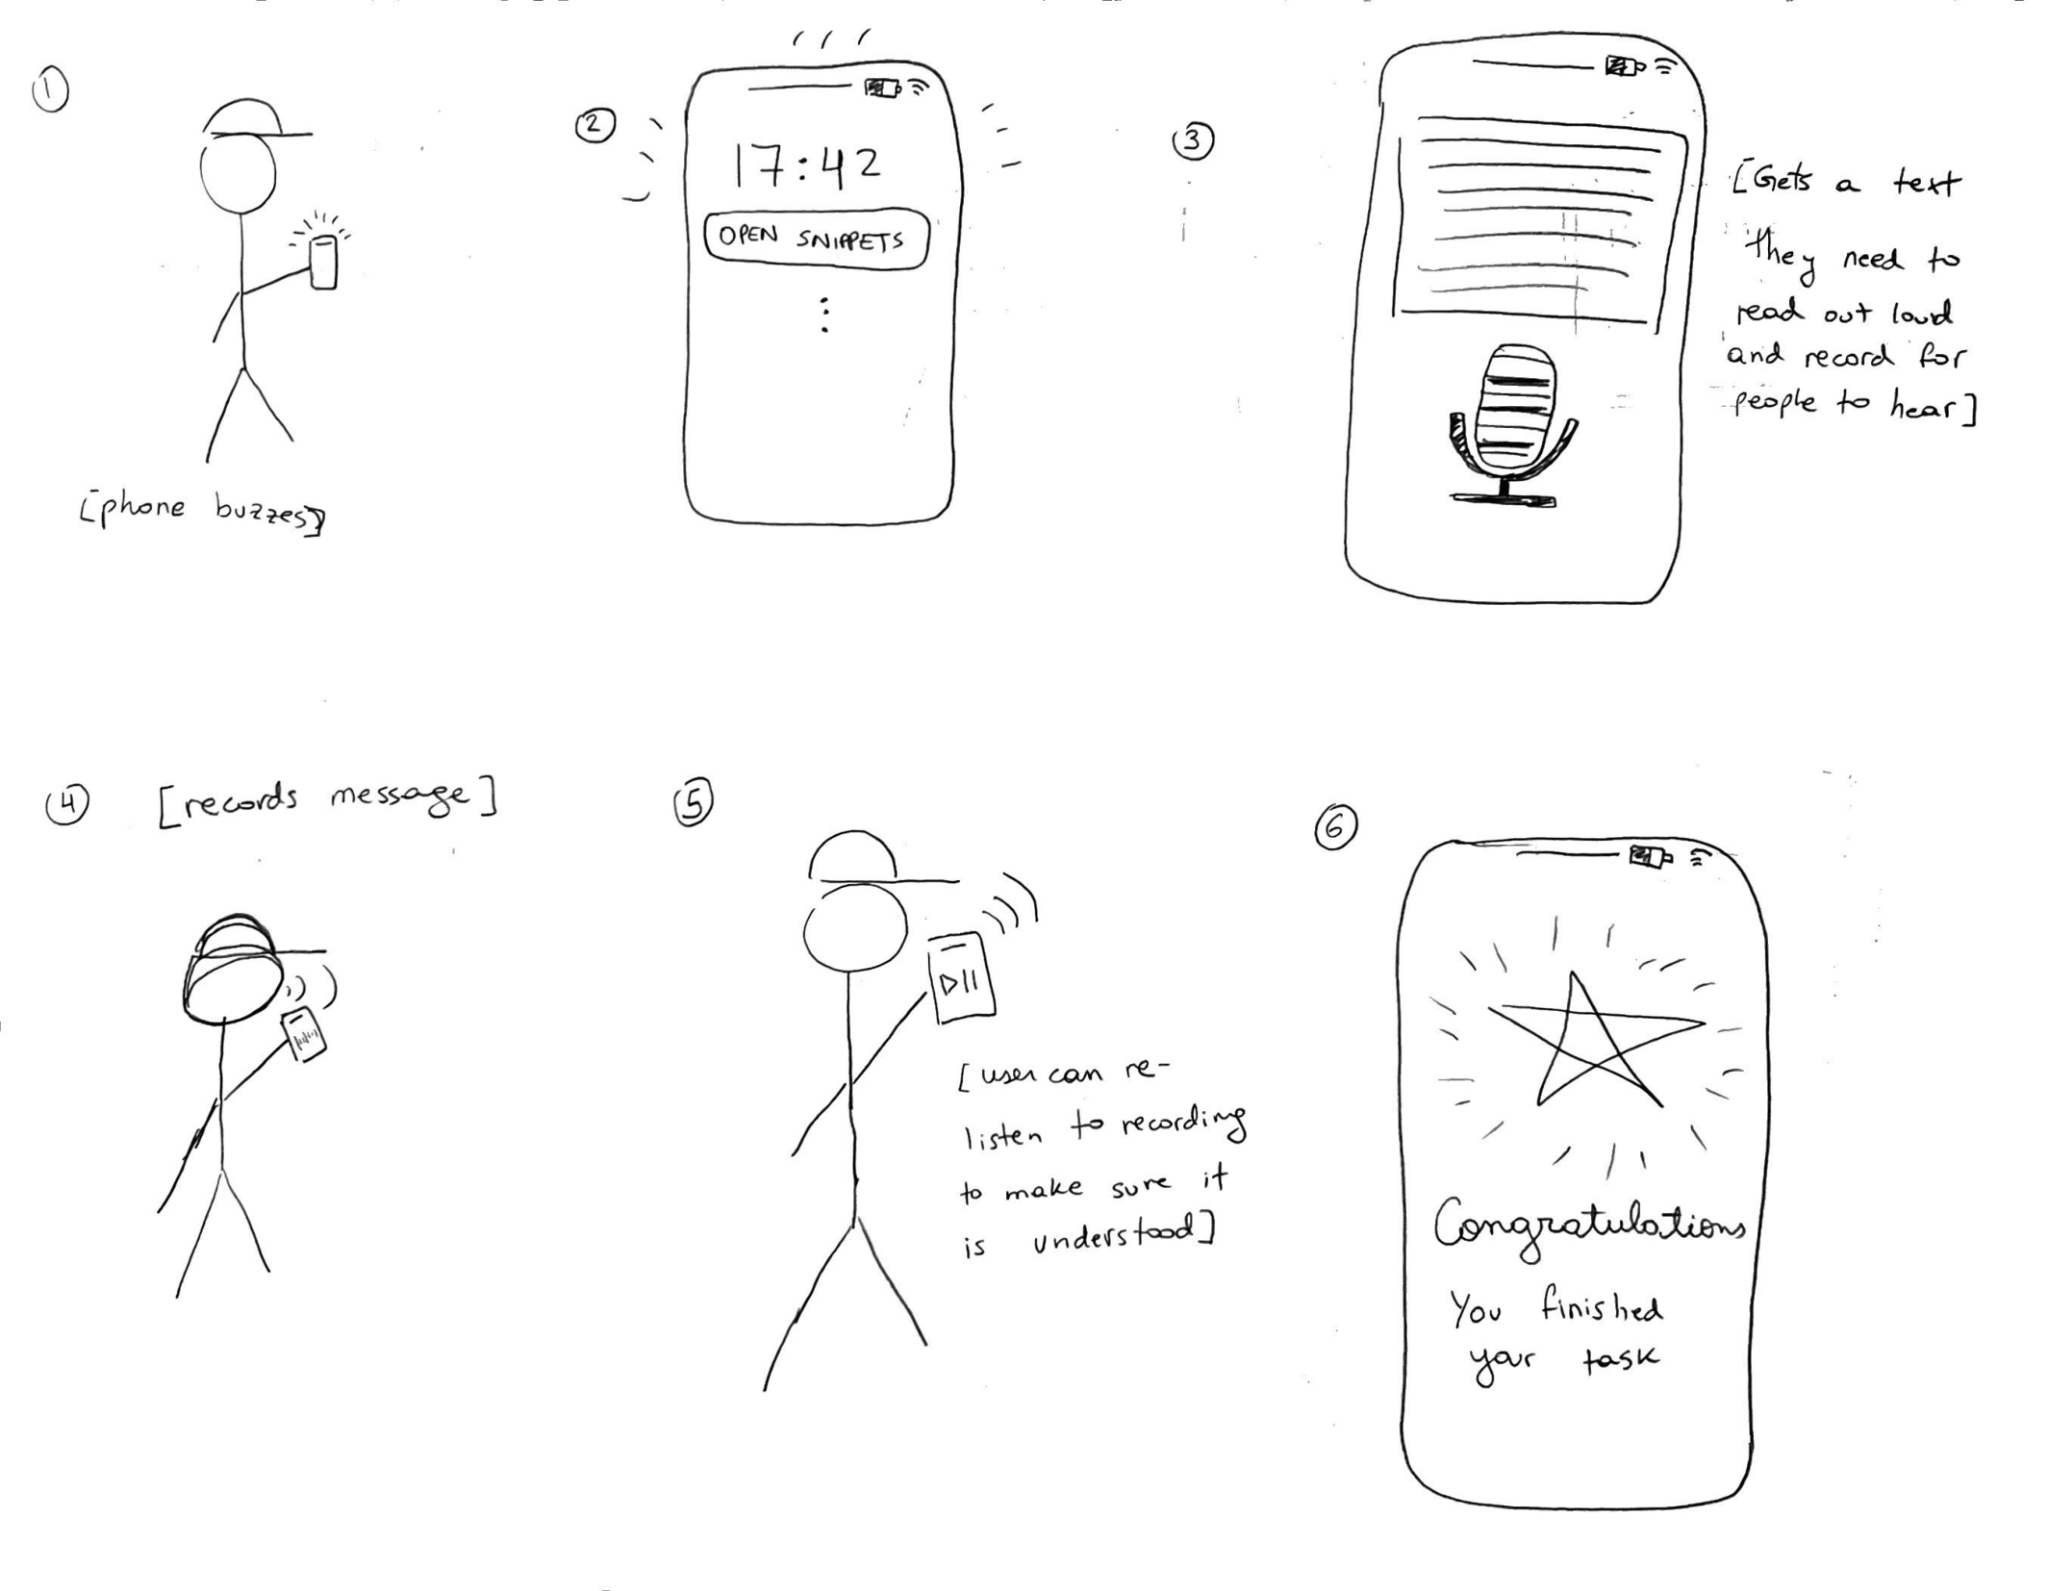 1
[phone buzzes]
2
17:42
OPEN SNIPPETS
3
[Gets a text
they need to
read out loud
and record for
people to hear]
4
[records message]
5
[user can re-
listen to recording
to make sure it
is understood]
6
Congratulations
You finished
your task